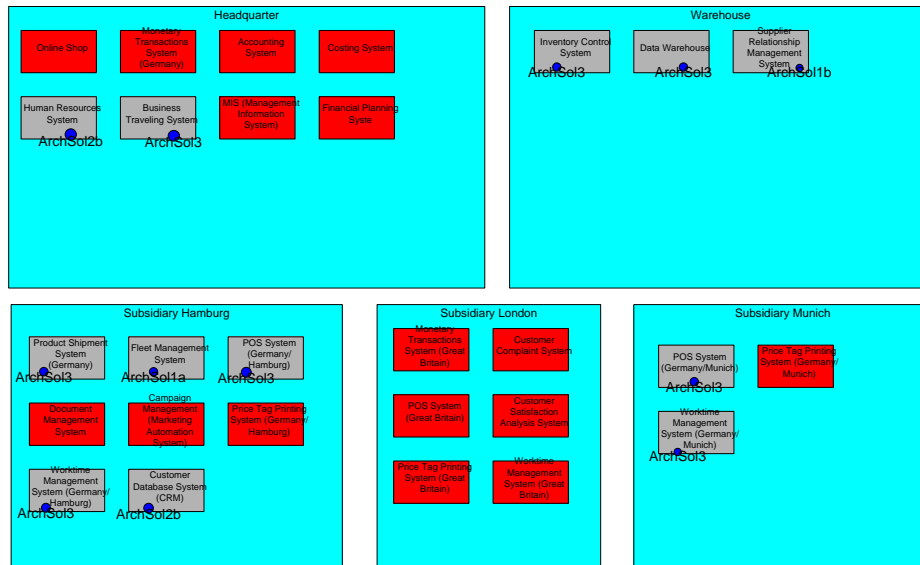 Headquarter
Online Shop
Monetary
Transactions
System
(Germany)
Accounting
System
Costing System
Human Resources
System
ArchSol2b
Business
Traveling System
ArchSol3
MIS (Management
Information
System)
Financial Planning
Syste
Warehouse
Inventory Control
System
ArchSol3
Data Warehouse
ArchSol3
Supplier
Relationship
Management
System
ArchSol1b
Subsidiary Hamburg
Product Shipment
System
(Germany)
ArchSol3
Fleet Management
System
ArchSol1a
POS System
(Germany/
Hamburg)
ArchSol3
Document
Management
System
Campaign
Management
(Marketing
Automation
System)
Price Tag Printing
System (Germany/
Hamburg)
Worktime
Management
System (Germany/
Hamburg)
ArchSol3
Customer
Database System
(CRM)
ArchSol2b
Subsidiary London
Monetary
Transactions
System (Great
Britain)
Customer
Complaint System
POS System
(Great Britain)
Customer
Satisfaction
Analysis System
Price Tag Printing
System (Great
Britain)
Worktime
Management
System (Great
Britain)
Subsidiary Munich
POS System
(Germany/Munich)
ArchSol3
Price Tag Printing
System (Germany/
Munich)
Worktime
Management
System (Germany/
Munich)
ArchSol3